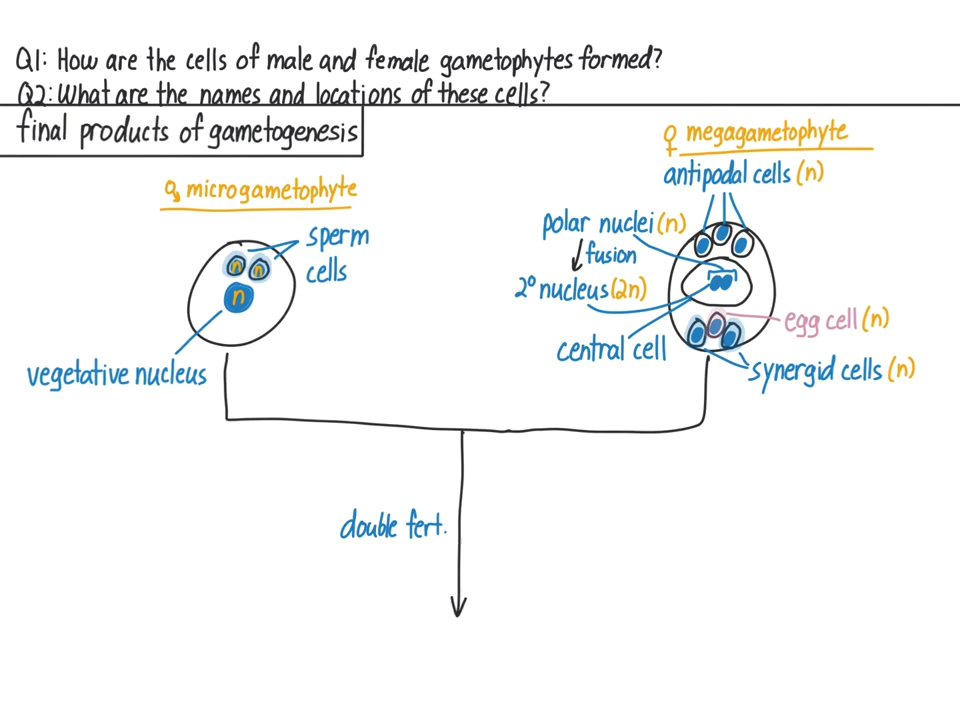 Q1: How are the cells of male and female gametophytes formed?
Q2: What are the names and locations of these cells?
final products of gametogenesis
♀ megagametophyte
antipodal cells (n)
♂ microgametophyte
sperm
cells
polar nuclei (n)
↓ fusion
2° nucleus (2n)
n n
n
egg cell (n)
central cell
synergid cells (n)
vegetative nucleus
double fert.